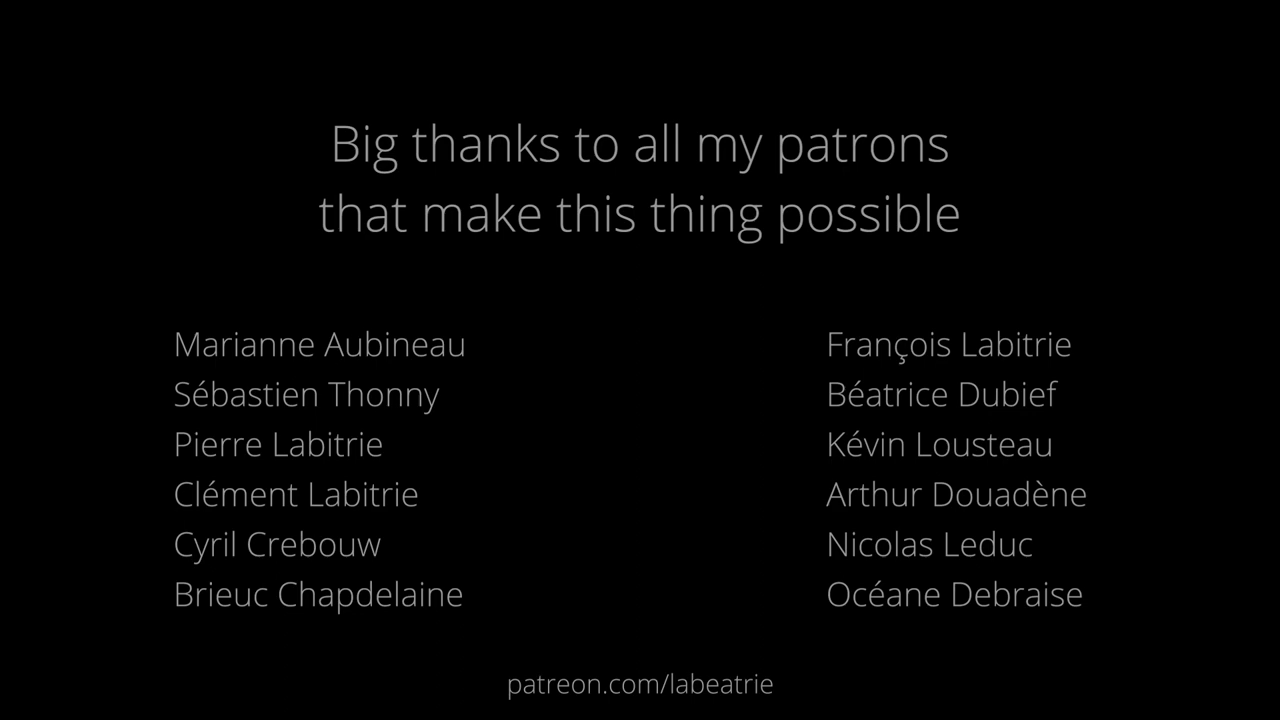 Big thanks to all my patrons
that make this thing possible
Marianne Aubineau
Sébastien Thonny
Pierre Labitrie
Clément Labitrie
Cyril Crebouw
Brieuc Chapdelaine
François Labitrie
Béatrice Dubief
Kévin Lousteau
Arthur Douadène
Nicolas Leduc
Océane Debraise
patreon.com/labeatrie